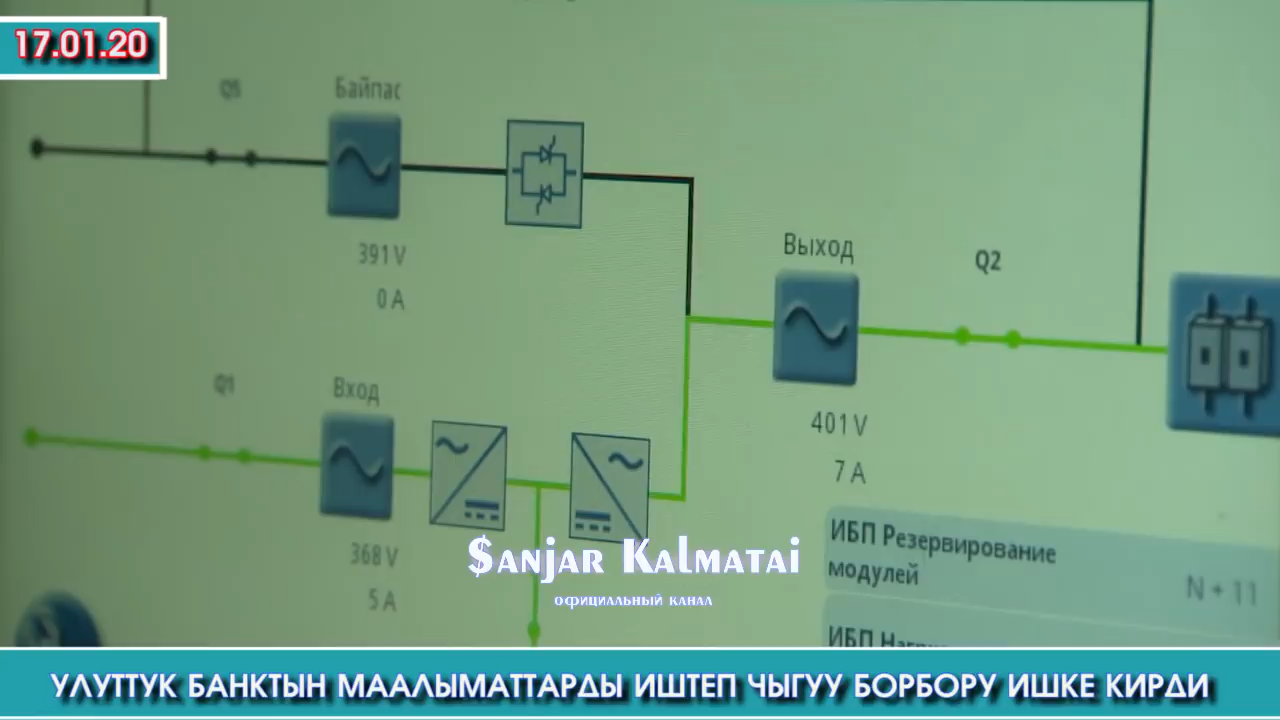 17.01.20
Q5
Байпас
391 V
0 A
Выход
Q2
Q1
Вход
401 V
7 A
368 V
5 A
ИБП Резервирование
модулей
N + 11
ИБП
$anjar Kalmatai
официальный канал
УЛУТТУК БАНКТЫН МААЛЫМАТТАРДЫ ИШТЕП ЧЫГУУ БОРБОРУ ИШКЕ КИРДИ